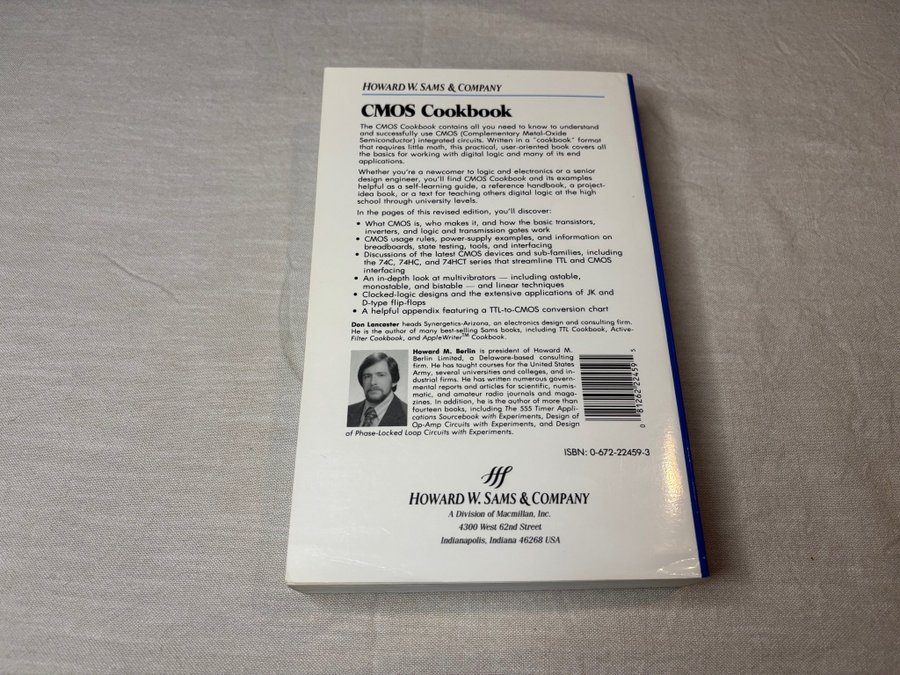 HOWARD W. SAMS & COMPANY
CMOS Cookbook
The CMOS Cookbook contains all you need to know to understand
and successfully use CMOS (Complementary Metal-Oxide
Semiconductor) integrated circuits. Written in a "cookbook" format
that requires little math, this practical, user-oriented book covers all
the basics for working with digital logic and many of its end
applications.
Whether you're a newcomer to logic and electronics or a senior
design engineer, you'll find CMOS Cookbook and its examples
helpful as a self-learning guide, a reference handbook, a project-
idea book, or a text for teaching others digital logic at the high
school through university levels.
In the pages of this revised edition, you'll discover:
• What CMOS is, who makes it, and how the basic transistors,
inverters, and logic and transmission gates work
• CMOS usage rules, power-supply examples, and information on
breadboards, state testing, tools, and interfacing
• Discussions of the latest CMOS devices and sub-families, including
the 74C, 74HC, and 74HCT series that streamline TTL and CMOS
interfacing
• An in-depth look at multivibrators — including astable,
monostable, and bistable — and linear techniques
• Clocked-logic designs and the extensive applications of JK and
D-type flip-flops
• A helpful appendix featuring a TTL-to-CMOS conversion chart
Don Lancaster heads Synergetics-Arizona, an electronics design and consulting firm.
He is the author of many best-selling Sams books, including TTL Cookbook, Active-
Filter Cookbook, and AppleWriter™ Cookbook.
Howard M. Berlin is president of Howard M.
Berlin Limited, a Delaware-based consulting
firm. He has taught courses for the United States
Army, several universities and colleges, and in-
dustrial firms. He has written numerous govern-
mental reports and articles for scientific, numis-
matic, and amateur radio journals and maga-
zines. In addition, he is the author of more than
fourteen books, including The 555 Timer Appli-
cations Sourcebook with Experiments, Design of
Op-Amp Circuits with Experiments, and Design
of Phase-Locked Loop Circuits with Experiments.
0 81262 22459 5
ISBN: 0-672-22459-3
HOWARD W. SAMS & COMPANY
A Division of Macmillan, Inc.
4300 West 62nd Street
Indianapolis, Indiana 46268 USA